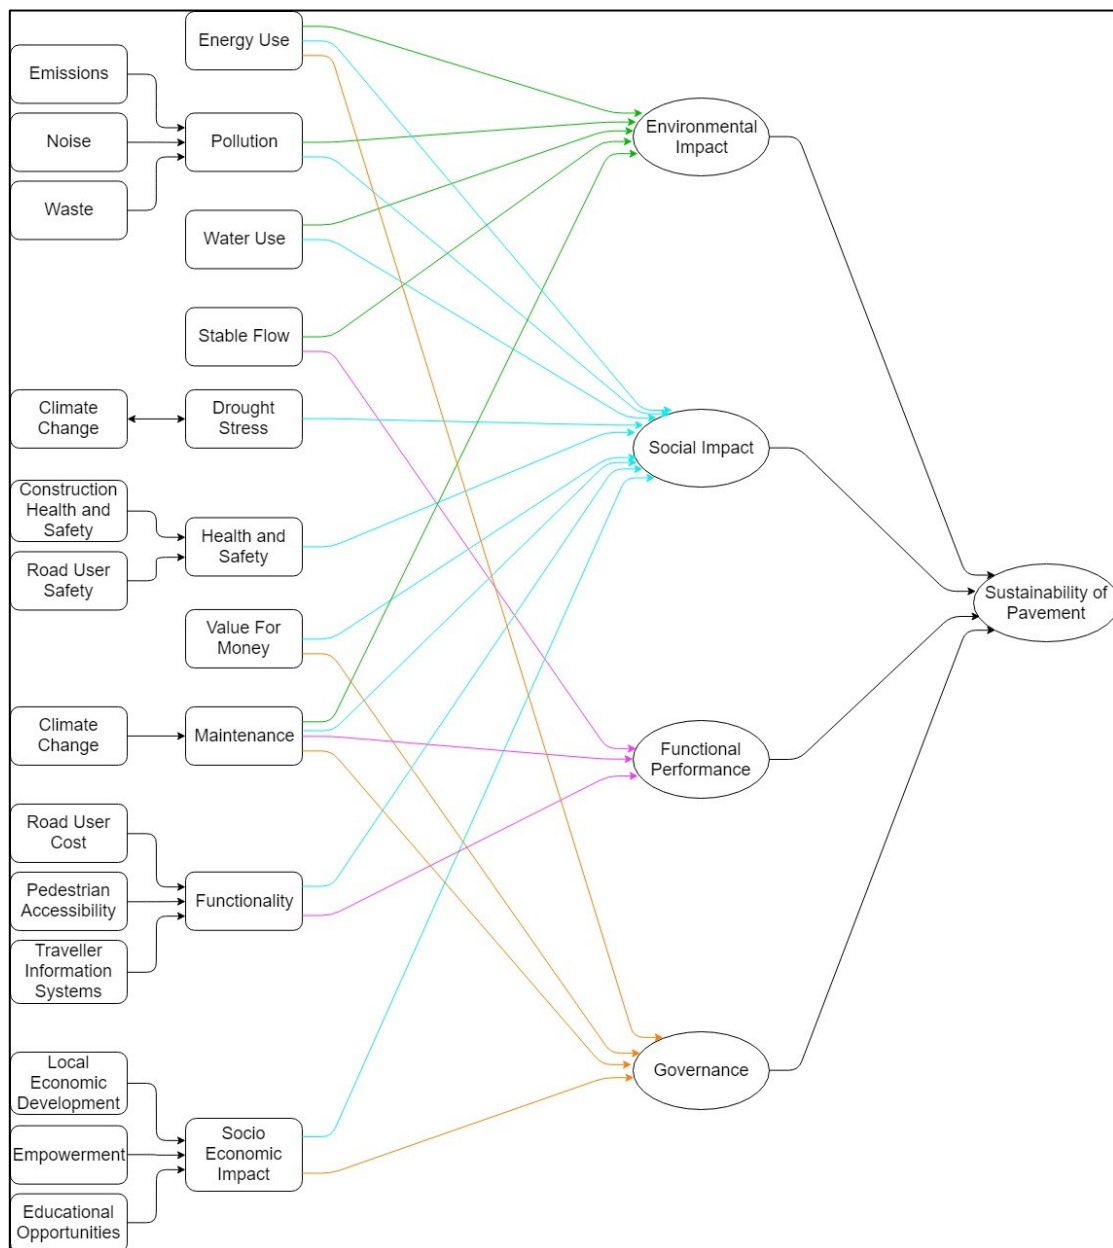 Energy Use
Emissions
Noise
Pollution
Waste
Water Use
Stable Flow
Climate
Change
Drought
Stress
Construction
Health and
Safety
Health and
Safety
Road User
Safety
Value For
Money
Climate
Change
Maintenance
Road User
Cost
Pedestrian
Accessibility
Functionality
Traveller
Information
Systems
Local
Economic
Development
Empowerment
Socio
Economic
Impact
Educational
Opportunities
Environmental
Impact
Social Impact
Functional
Performance
Governance
Sustainability of
Pavement